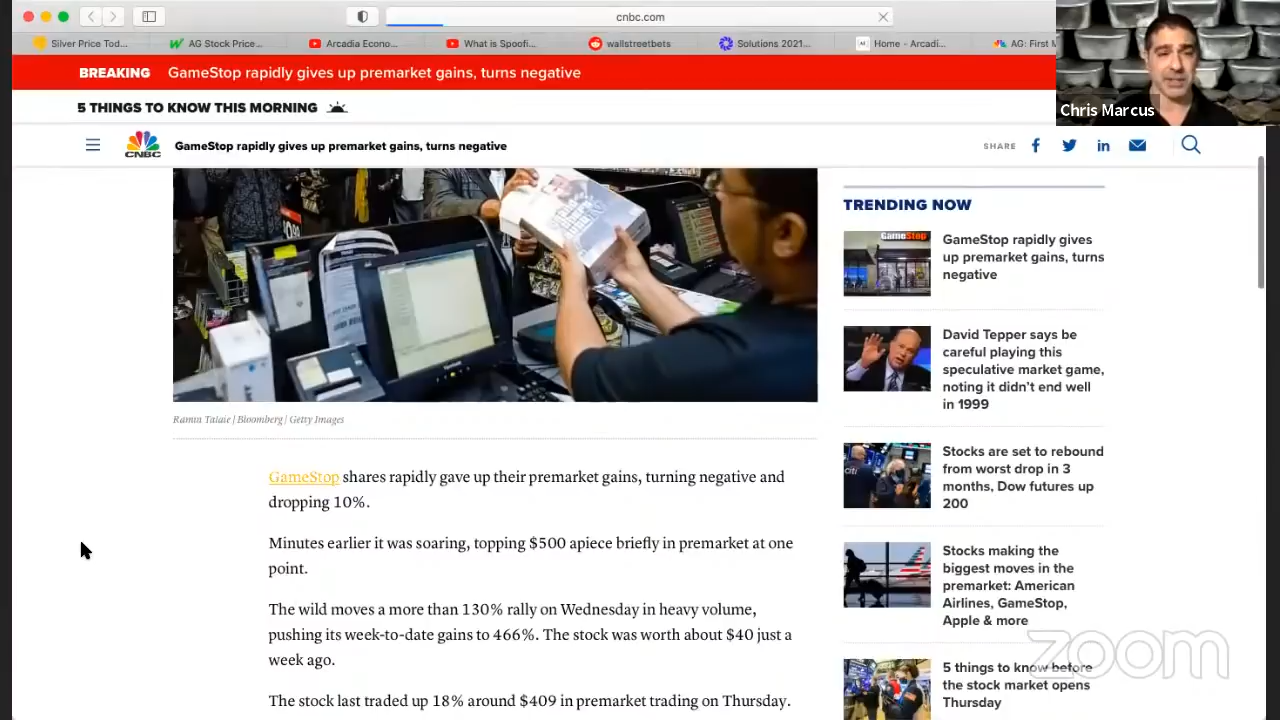 cnbc.com
Silver Price Tod...
AG Stock Price...
Arcadia Econo...
What is Spoofi...
wallstreetbets
Solutions 2021...
Home - Arcadi...
AG: First M
BREAKING GameStop rapidly gives up premarket gains, turns negative
Chris Marcus
5 THINGS TO KNOW THIS MORNING
CNBC
GameStop rapidly gives up premarket gains, turns negative
SHARE
Ramin Talaie | Bloomberg | Getty Images
GameStop shares rapidly gave up their premarket gains, turning negative and
dropping 10%.
Minutes earlier it was soaring, topping $500 apiece briefly in premarket at one
point.
The wild moves a more than 130% rally on Wednesday in heavy volume,
pushing its week-to-date gains to 466%. The stock was worth about $40 just a
week ago.
The stock last traded up 18% around $409 in premarket trading on Thursday.
TRENDING NOW
GameStop
GameStop rapidly gives
up premarket gains, turns
negative
David Tepper says be
careful playing this
speculative market game,
noting it didn't end well
in 1999
citi
Stocks are set to rebound
from worst drop in 3
months, Dow futures up
200
Stocks making the
biggest moves in the
premarket: American
Airlines, GameStop,
Apple & more
5 things to know before
the stock market opens
Thursday
zoom